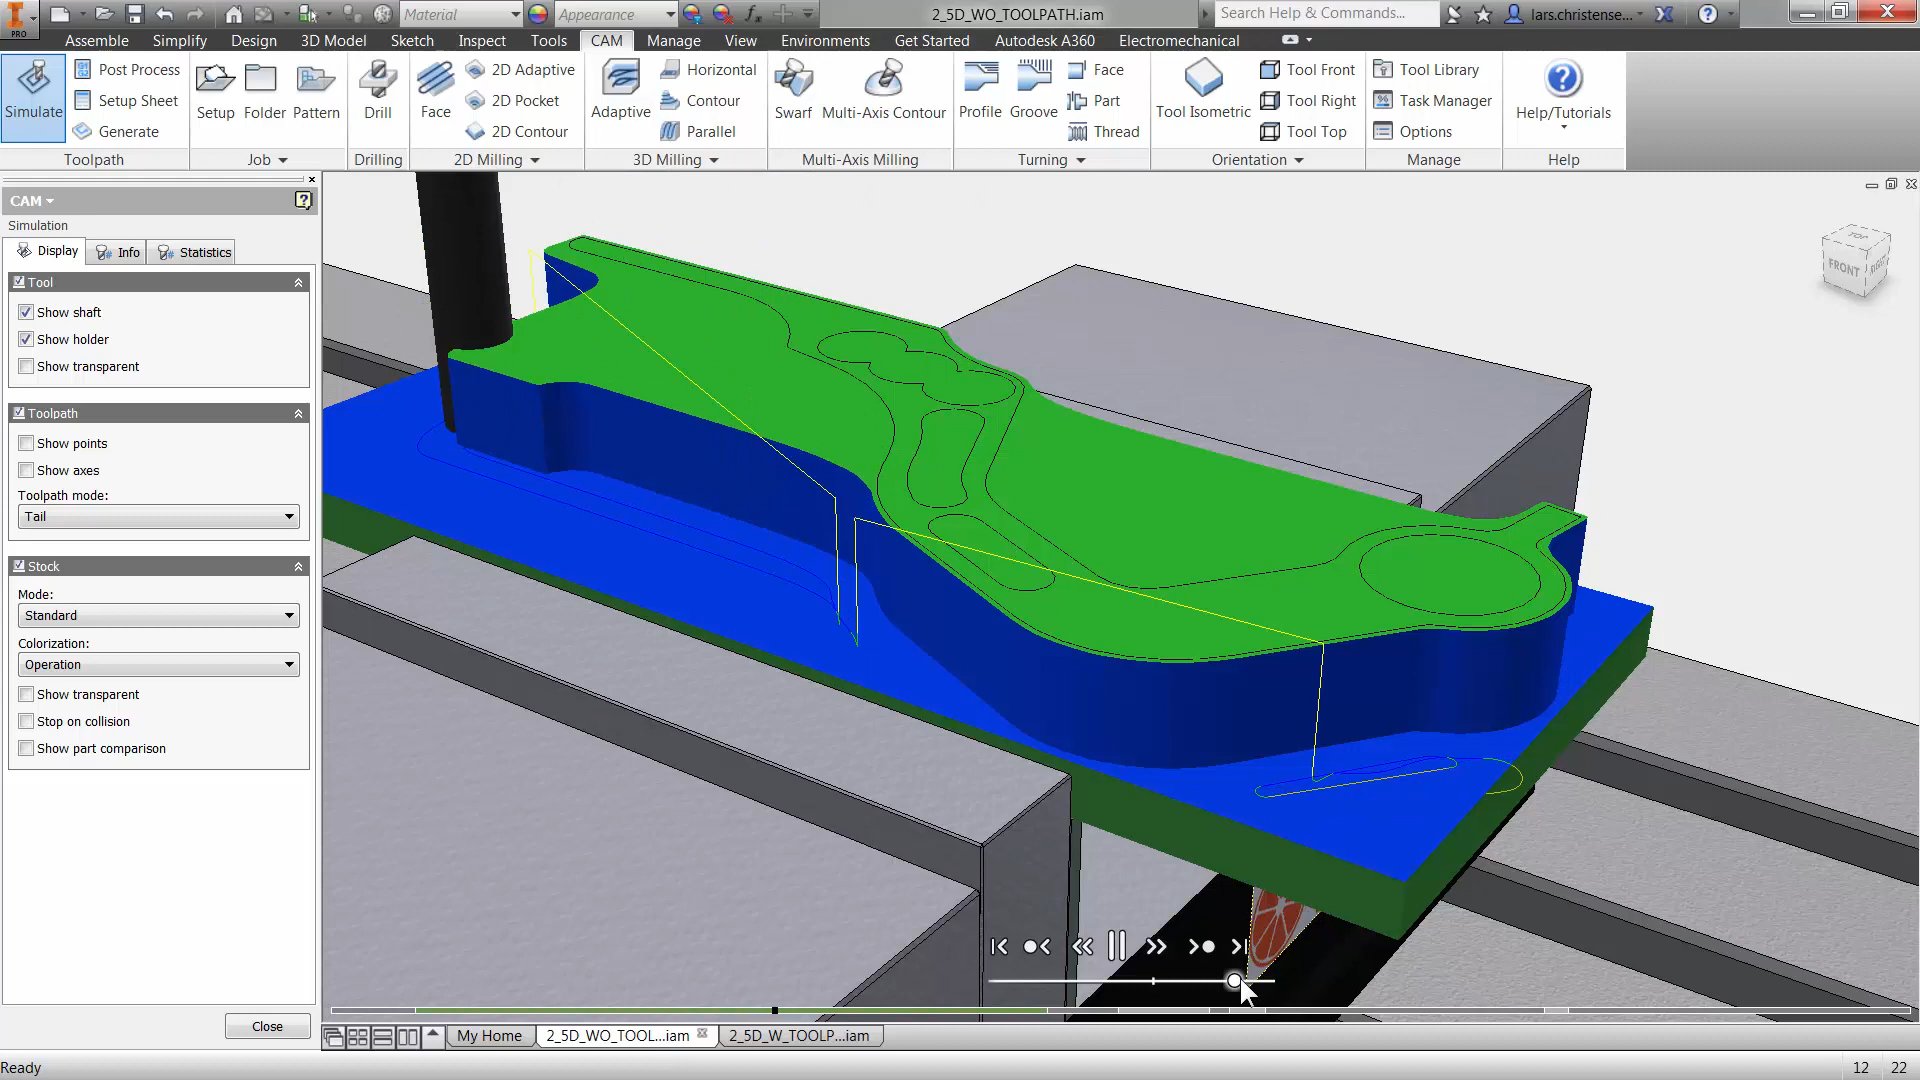 PRO
Material
Appearance
2_5D_WO_TOOLPATH.iam
Search Help & Commands...
lars.christense...
Assemble Simplify Design 3D Model Sketch Inspect Tools CAM Manage View Environments Get Started Autodesk A360 Electromechanical
Simulate
Post Process
Setup Sheet
Generate
Toolpath
Setup Folder Pattern
Job
Drill
Drilling
Face
2D Adaptive
2D Pocket
2D Contour
2D Milling
Adaptive
Horizontal
Contour
Parallel
3D Milling
Swarf Multi-Axis Contour
Multi-Axis Milling
Profile Groove
Face
Part
Thread
Turning
Tool Isometric
Tool Front
Tool Right
Tool Top
Orientation
Tool Library
Task Manager
Options
Manage
Help/Tutorials
Help
CAM
Simulation
Display Info Statistics
Tool
Show shaft
Show holder
Show transparent
Toolpath
Show points
Show axes
Toolpath mode:
Tail
Stock
Mode:
Standard
Colorization:
Operation
Show transparent
Stop on collision
Show part comparison
Close
TOP
FRONT
RIGHT
My Home 2_5D_WO_TOOL...iam 2_5D_W_TOOLP...iam
Ready
12 22